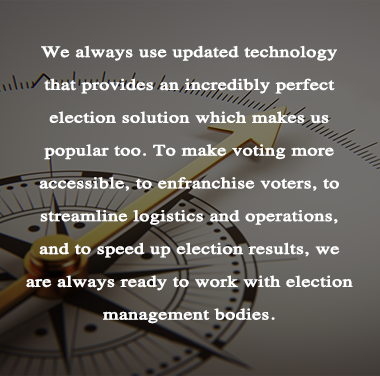 We always use updated technology
that provides an incredibly perfect
election solution which makes us
popular too. To make voting more
accessible, to enfranchise voters, to
streamline logistics and operations,
and to speed up election results, we
are always ready to work with election
management bodies.